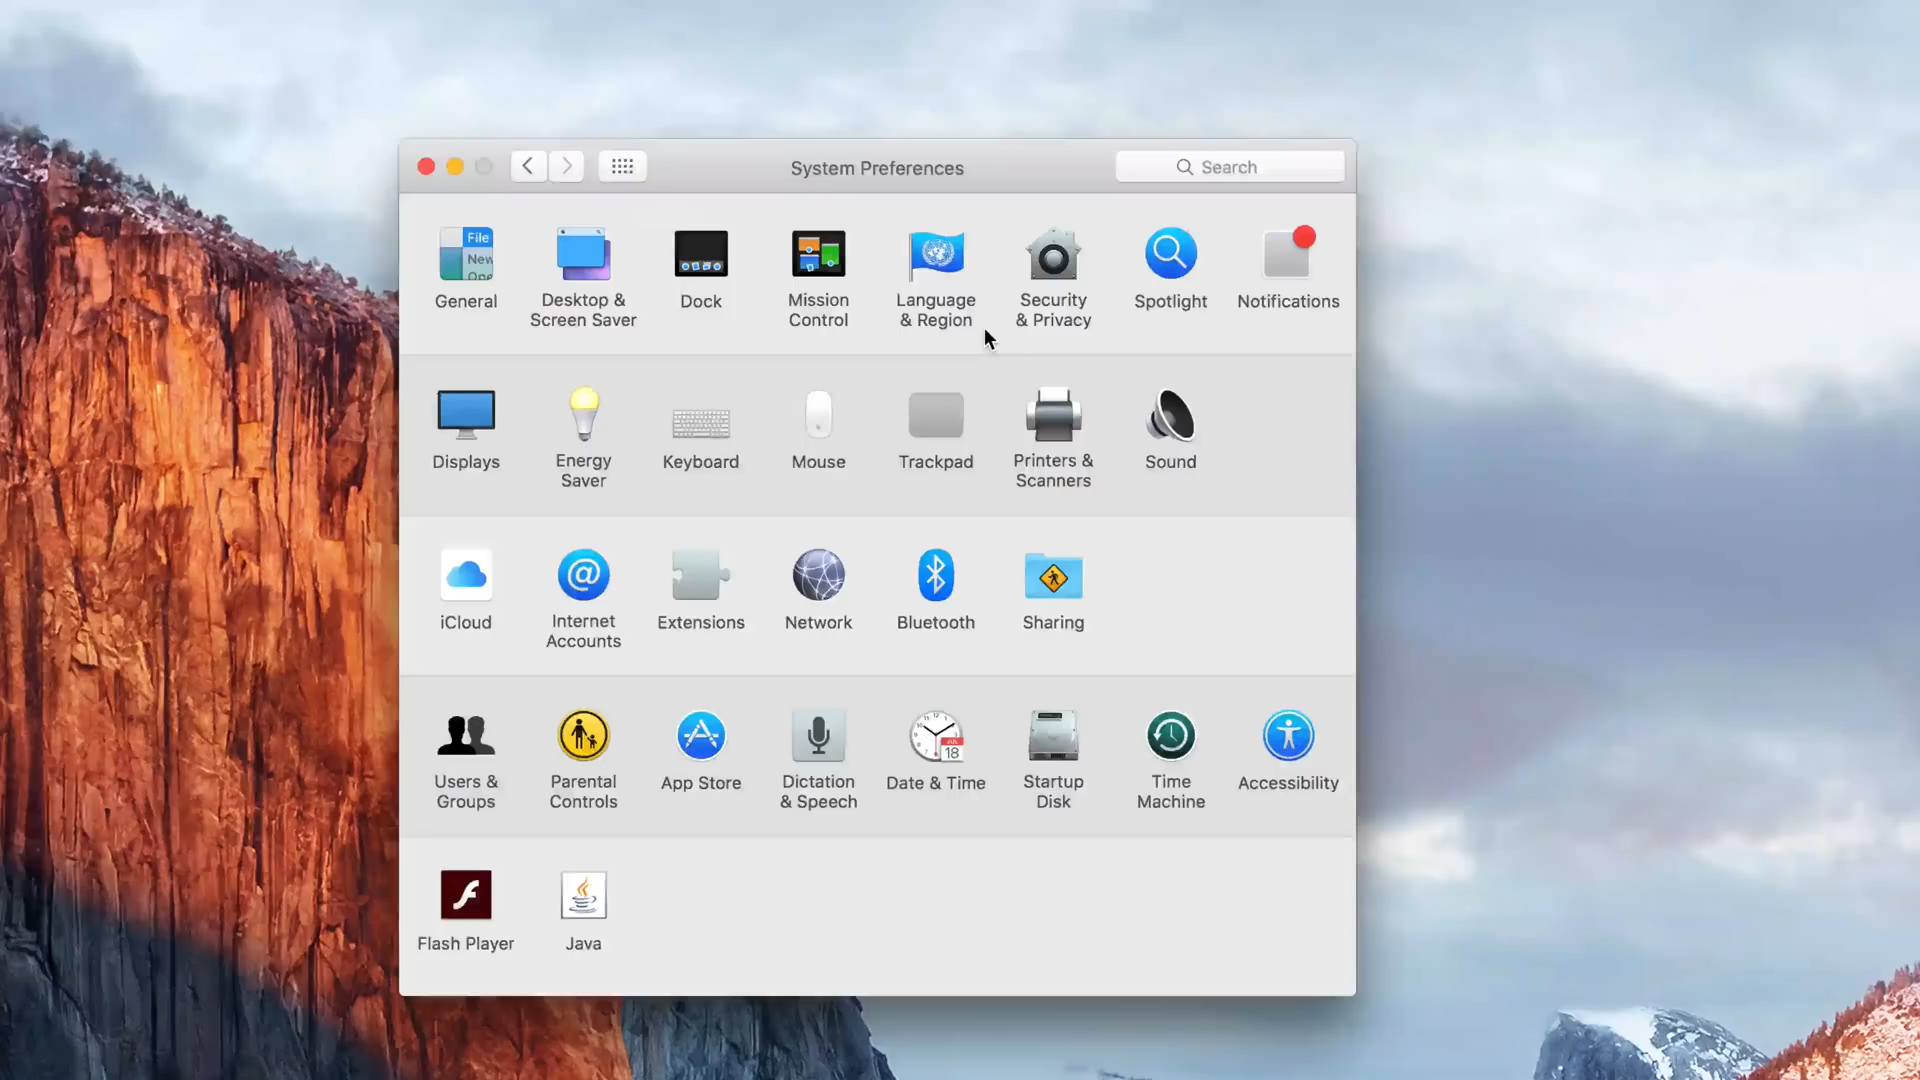 System Preferences
Search
File
New
Ope
General
Desktop &
Screen Saver
Dock
Mission
Control
Language
& Region
Security
& Privacy
Spotlight
Notifications
Displays
Energy
Saver
Keyboard
Mouse
Trackpad
Printers &
Scanners
Sound
iCloud
@
Internet
Accounts
Extensions
Network
Bluetooth
Sharing
Users &
Groups
Parental
Controls
App Store
Dictation
& Speech
JUL
18
Date & Time
Startup
Disk
Time
Machine
Accessibility
Flash Player
Java